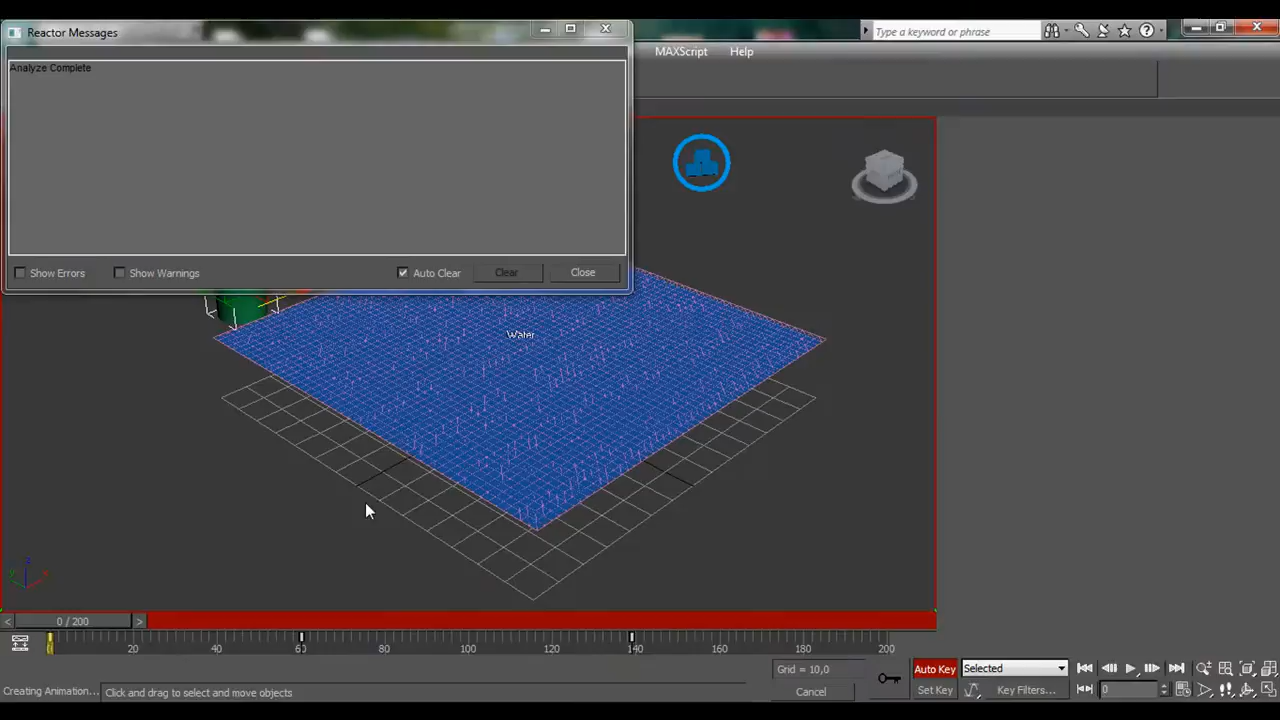 Reactor Messages
Type a keyword or phrase
MAXScript Help
Analyze Complete
Show Errors Show Warnings Auto Clear Clear Close
Water
< 0 / 200 >
0 20 40 60 80 100 120 140 160 180 200
Grid = 10,0 Auto Key Selected
Creating Animation... Click and drag to select and move objects Cancel Set Key Key Filters... 0